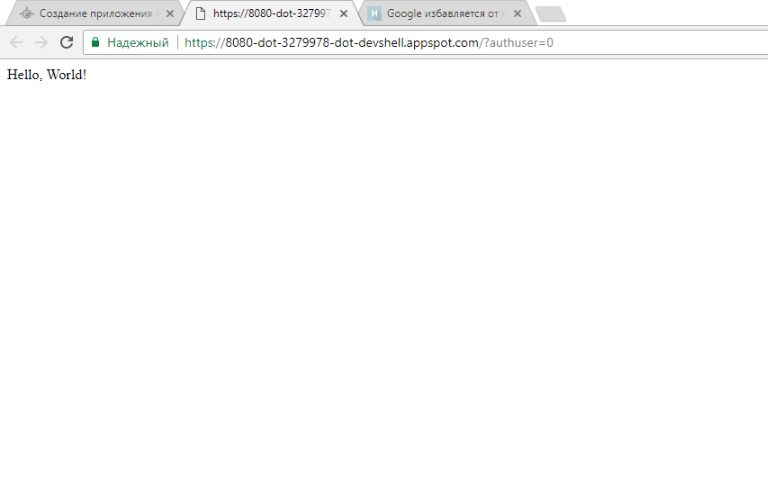 Создание приложения
https://8080-dot-327997
Google избавляется от
Надежный
https://8080-dot-3279978-dot-devshell.appspot.com/?authuser=0
Hello, World!